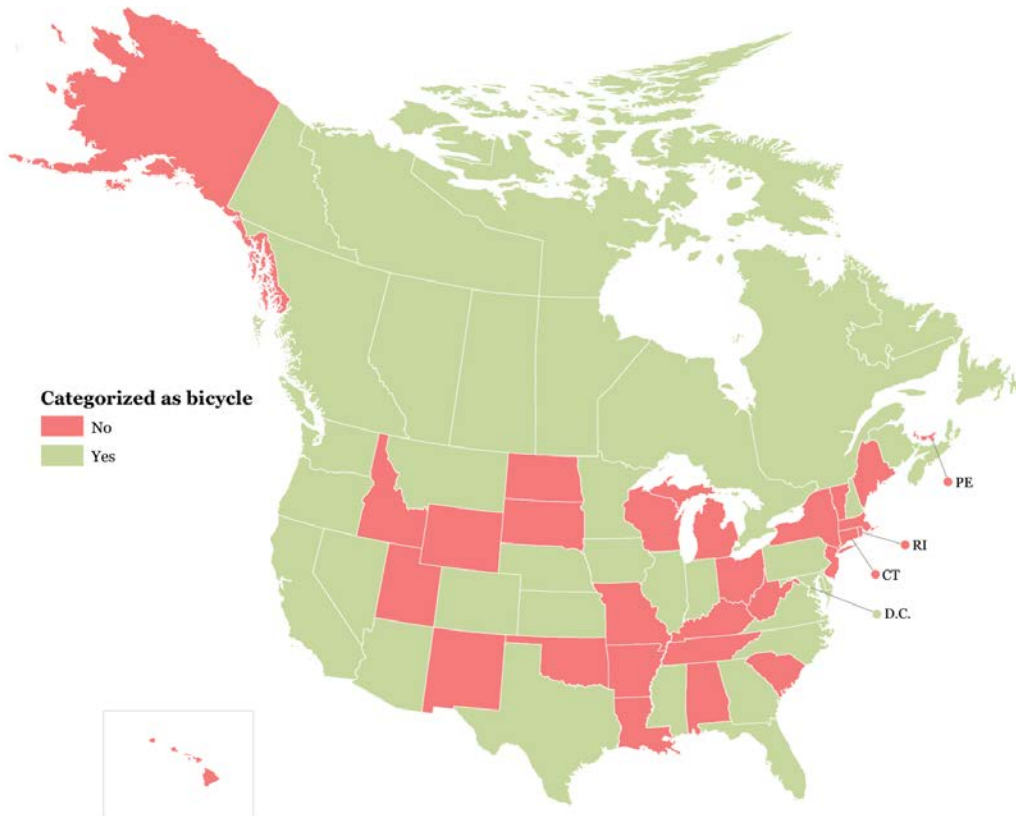 Categorized as bicycle
No
Yes
PE
RI
CT
D.C.